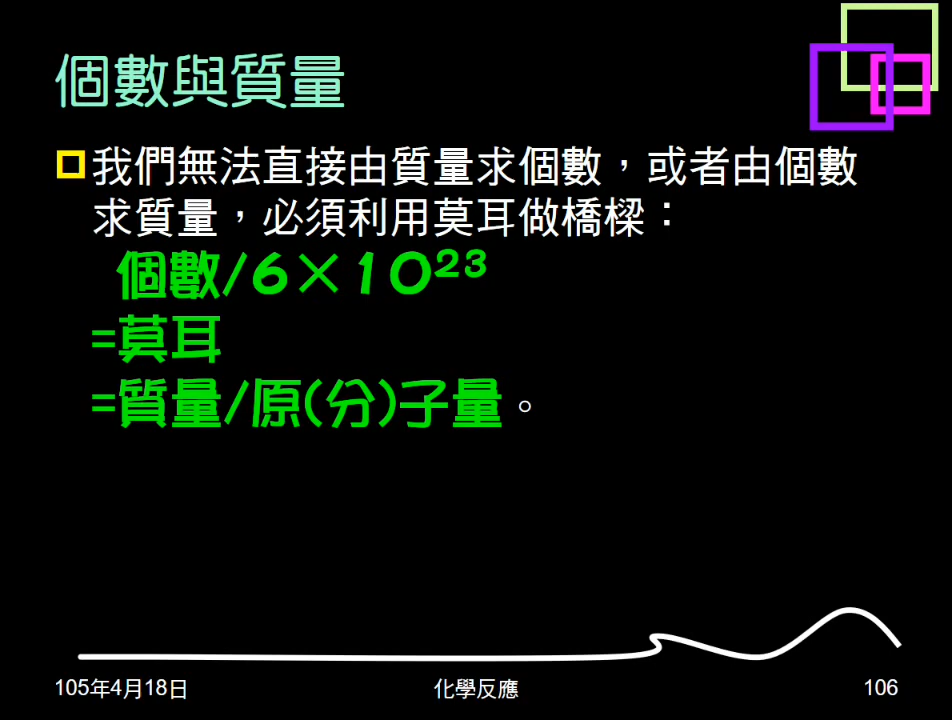 個數與質量
我們無法直接由質量求個數，或者由個數
求質量，必須利用莫耳做橋樑：
個數/6×10²³
=莫耳
=質量/原(分)子量。
105年4月18日
化學反應
106